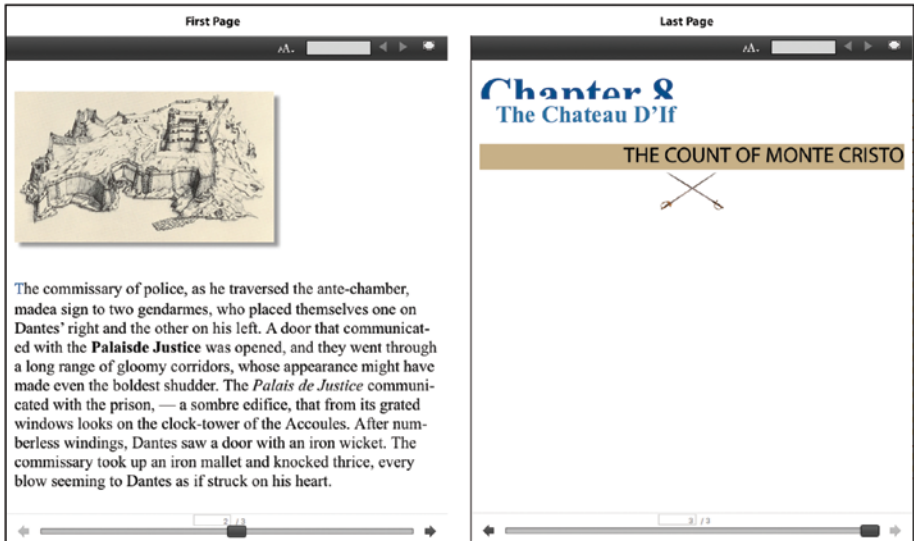 First Page
AA
The commissary of police, as he traversed the ante-chamber,
madea sign to two gendarmes, who placed themselves one on
Dantes’ right and the other on his left. A door that communicat-
ed with the Palaisde Justice was opened, and they went through
a long range of gloomy corridors, whose appearance might have
made even the boldest shudder. The Palais de Justice communi-
cated with the prison, — a sombre edifice, that from its grated
windows looks on the clock-tower of the Accoules. After num-
berless windings, Dantes saw a door with an iron wicket. The
commissary took up an iron mallet and knocked thrice, every
blow seeming to Dantes as if struck on his heart.
2 / 3
Last Page
AA
Chapter 8
The Chateau D’If
THE COUNT OF MONTE CRISTO
3 / 3